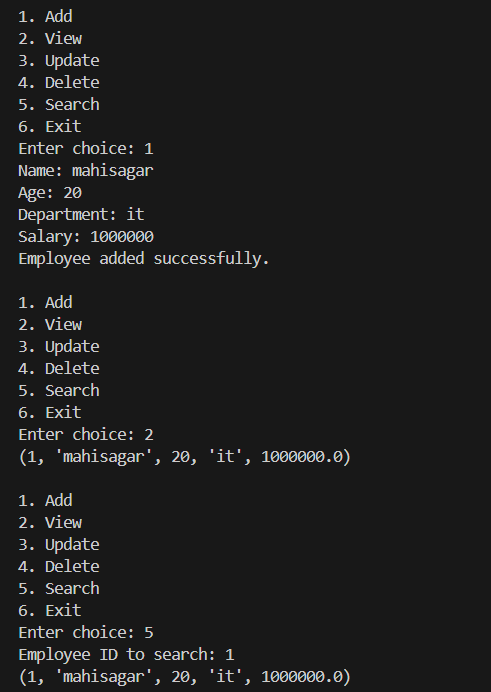 1. Add
2. View
3. Update
4. Delete
5. Search
6. Exit
Enter choice: 1
Name: mahisagar
Age: 20
Department: it
Salary: 1000000
Employee added successfully.
1. Add
2. View
3. Update
4. Delete
5. Search
6. Exit
Enter choice: 2
(1, 'mahisagar', 20, 'it', 1000000.0)
1. Add
2. View
3. Update
4. Delete
5. Search
6. Exit
Enter choice: 5
Employee ID to search: 1
(1, 'mahisagar', 20, 'it', 1000000.0)